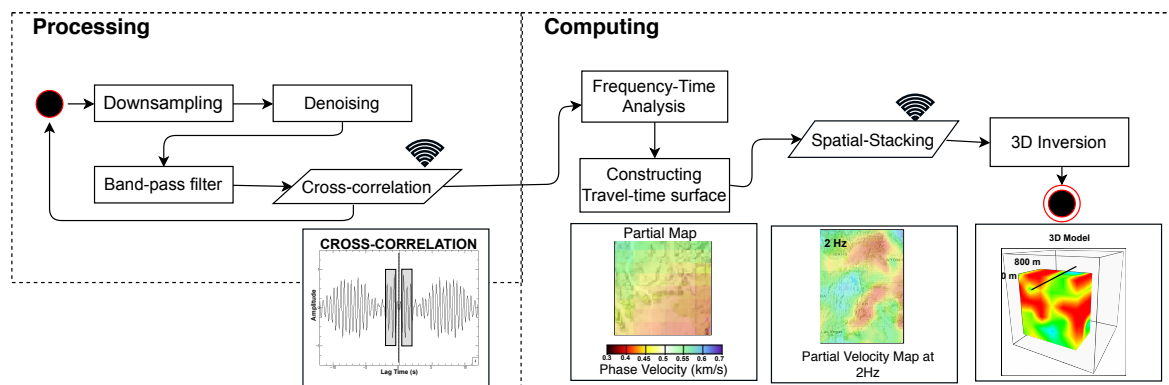 Processing
Computing
Downsampling
Denoising
Band-pass filter
Cross-correlation
Frequency-Time
Analysis
Constructing
Travel-time surface
Spatial-Stacking
3D Inversion
CROSS-CORRELATION
Amplitude
Lag Time (s)
Partial Map
0.3 0.4 0.45 0.5 0.6 0.7
Phase Velocity (km/s)
2 Hz
Partial Velocity Map at
2Hz
3D Model
800 m
0 m